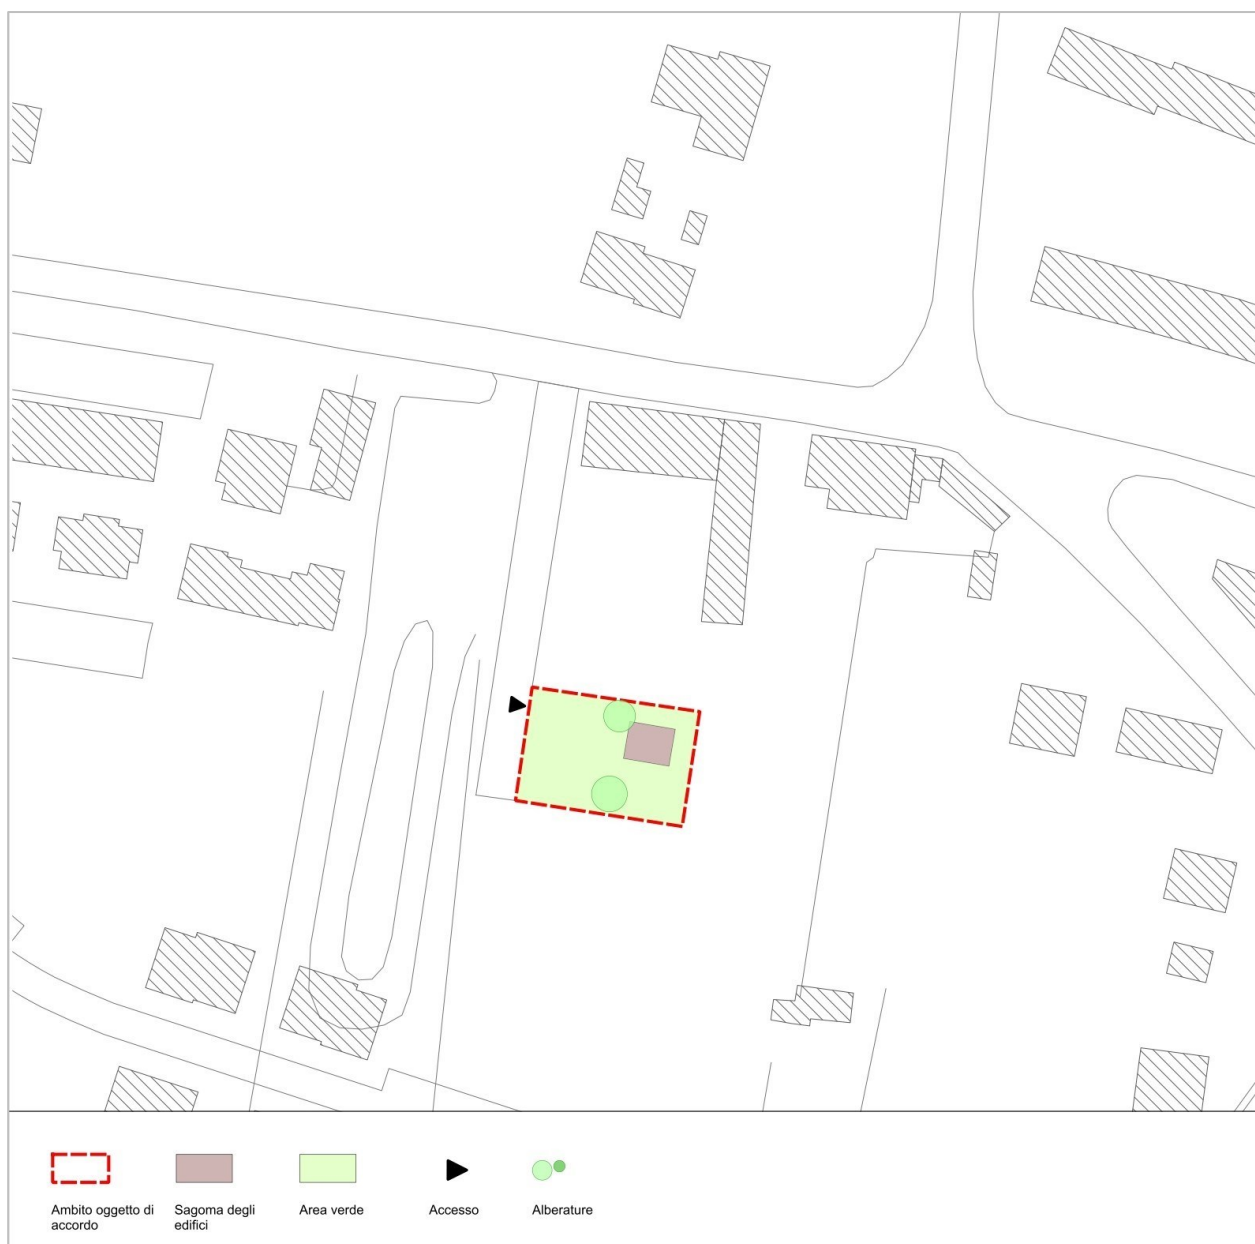 Ambito oggetto di
accordo
Sagoma degli
edifici
Area verde
Accesso
Alberature